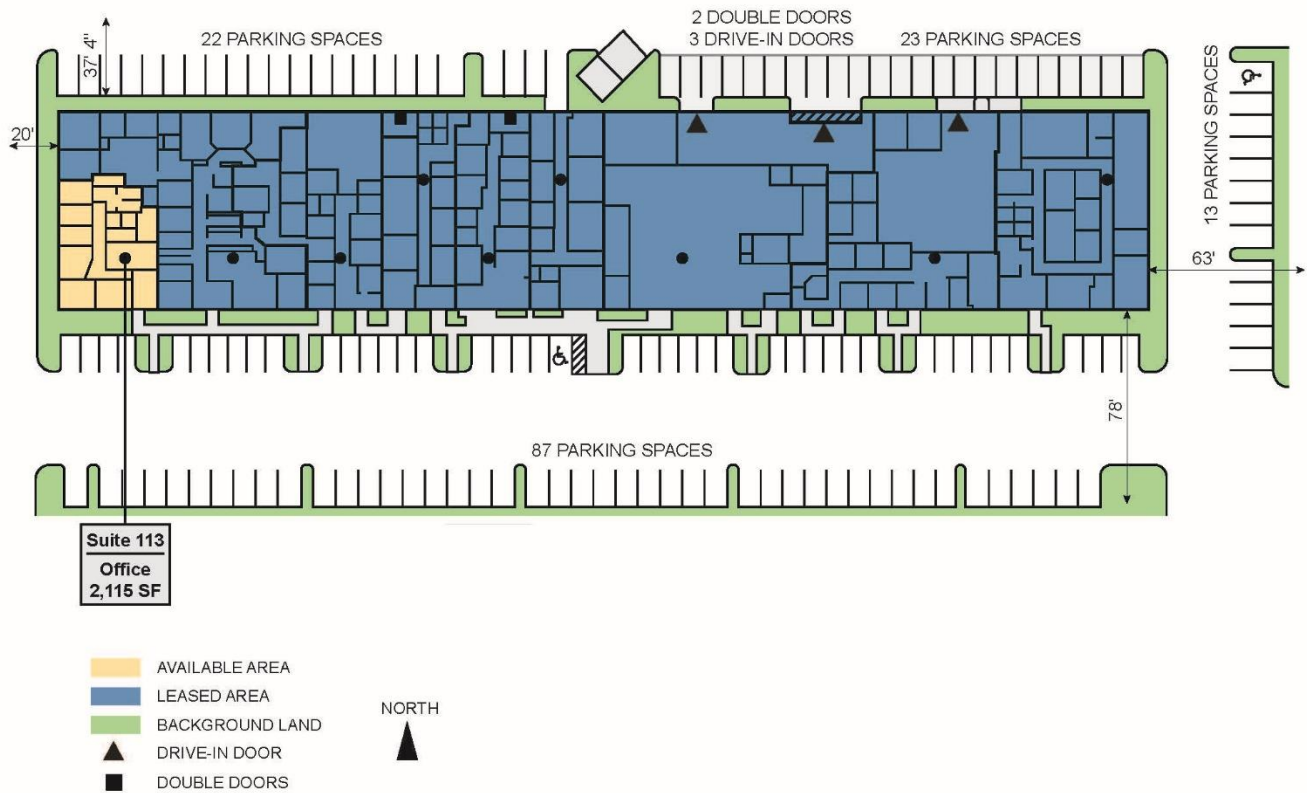 2 DOUBLE DOORS
3 DRIVE-IN DOORS
22 PARKING SPACES
23 PARKING SPACES
37' 4"
13 PARKING SPACES
20'
63'
78'
87 PARKING SPACES
Suite 113
Office
2,115 SF
AVAILABLE AREA
LEASED AREA
BACKGROUND LAND
DRIVE-IN DOOR
DOUBLE DOORS
NORTH